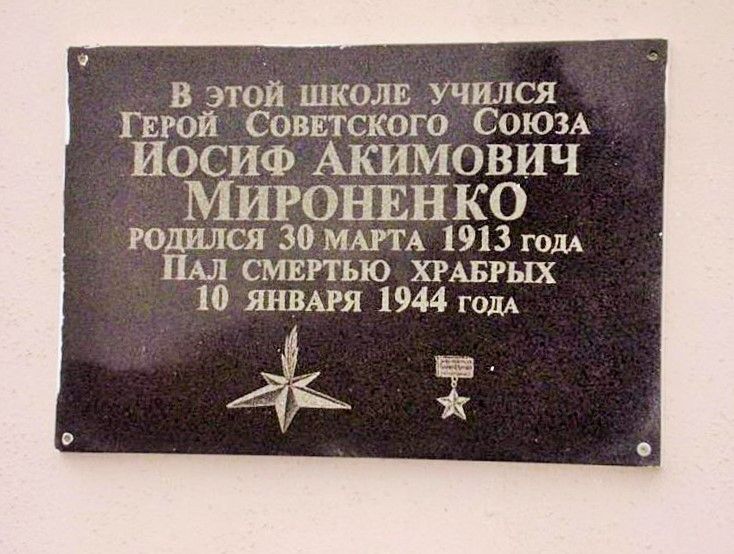 В ЭТОЙ ШКОЛЕ УЧИЛСЯ
ГЕРОЙ СОВЕТСКОГО СОЮЗА
ИОСИФ АКИМОВИЧ
МИРОНЕНКО
РОДИЛСЯ 30 МАРТА 1913 ГОДА
ПАЛ СМЕРТЬЮ ХРАБРЫХ
10 ЯНВАРЯ 1944 ГОДА